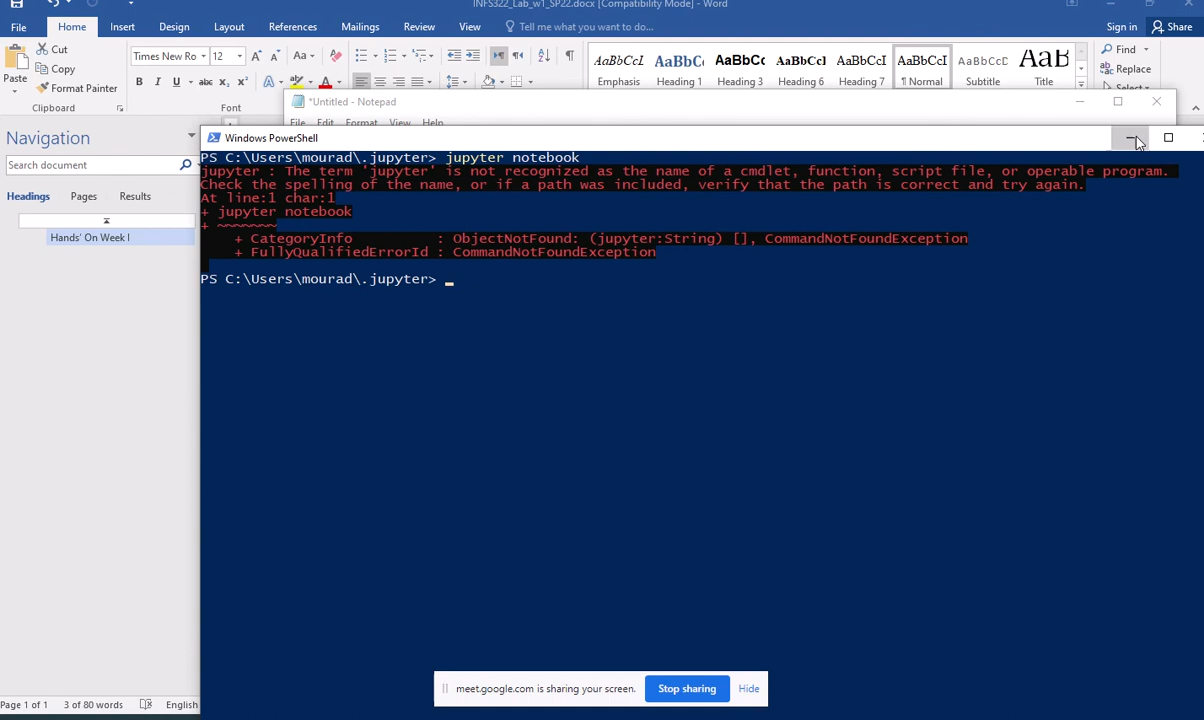 INFS322_Lab_w1_SP22.docx [Compatibility Mode] - Word
File Home Insert Design Layout References Mailings Review View Tell me what you want to do... Sign in Share
Paste
Cut
Copy
Format Painter
Clipboard
Times New Ro 12
Font
AaBbCcI AaBbC AaBbCc AaBbCcI AaBbCcI AaBbCcI AaBbCcD AaB
Emphasis Heading 1 Heading 3 Heading 6 Heading 7 ¶ Normal Subtitle Title
Find
Replace
Select
*Untitled - Notepad
File Edit Format View Help
Navigation
Search document
Headings Pages Results
Hands' On Week I
Windows PowerShell
PS C:\Users\mourad\.jupyter> jupyter notebook
jupyter : The term 'jupyter' is not recognized as the name of a cmdlet, function, script file, or operable program.
Check the spelling of the name, or if a path was included, verify that the path is correct and try again.
At line:1 char:1
+ jupyter notebook
+ ~~~~~~~
+ CategoryInfo : ObjectNotFound: (jupyter:String) [], CommandNotFoundException
+ FullyQualifiedErrorId : CommandNotFoundException
PS C:\Users\mourad\.jupyter>
meet.google.com is sharing your screen. Stop sharing Hide
Page 1 of 1 3 of 80 words English